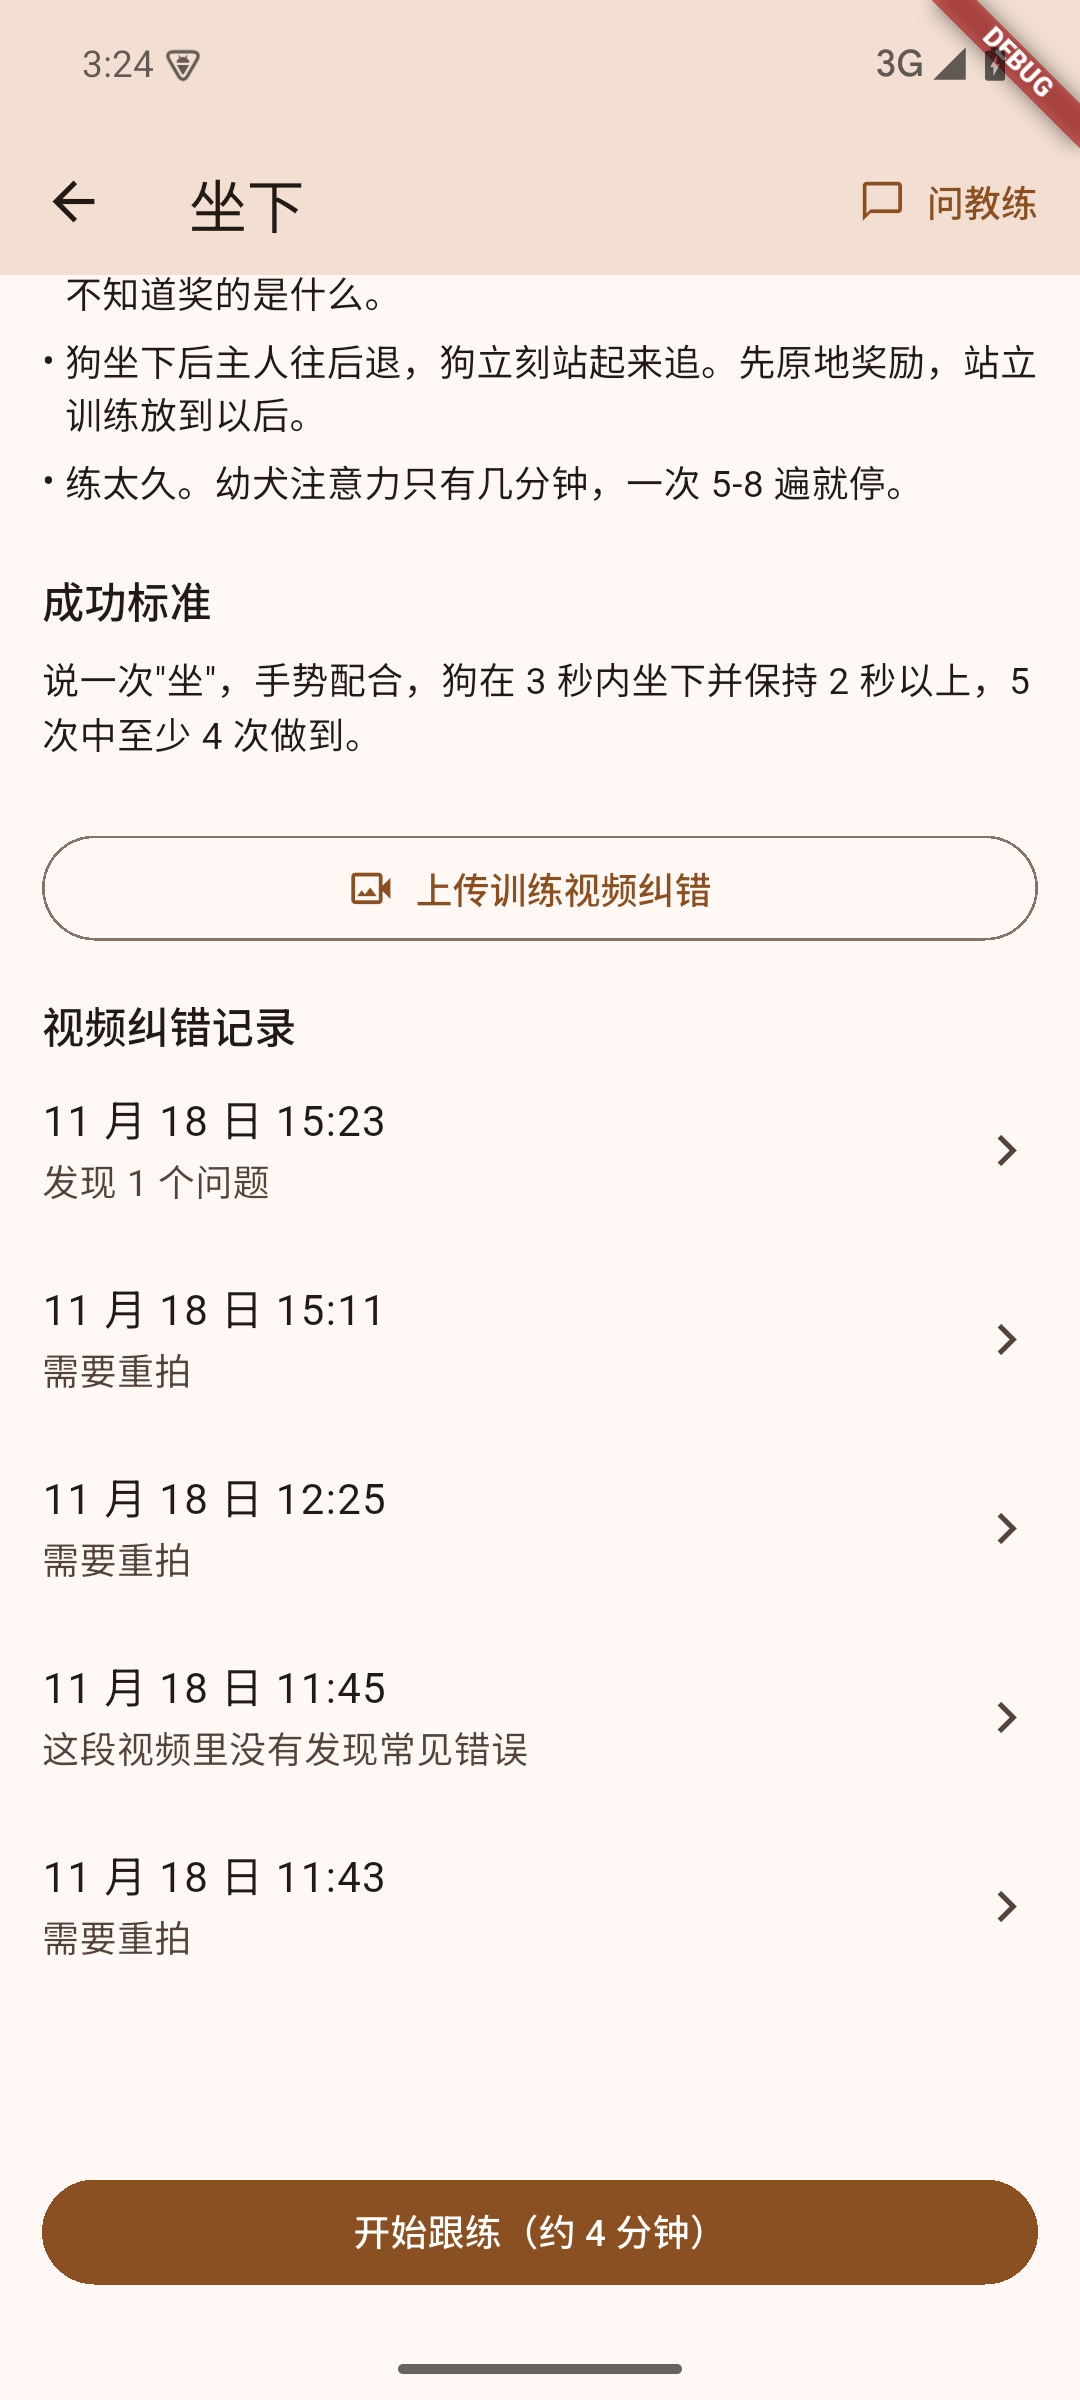 3:24
3G
DEBUG
坐下
问教练
不知道奖的是什么。
• 狗坐下后主人往后退，狗立刻站起来追。先原地奖励，站立
训练放到以后。
• 练太久。幼犬注意力只有几分钟，一次 5-8 遍就停。
成功标准
说一次"坐"，手势配合，狗在 3 秒内坐下并保持 2 秒以上，5
次中至少 4 次做到。
上传训练视频纠错
视频纠错记录
11 月 18 日 15:23
发现 1 个问题
11 月 18 日 15:11
需要重拍
11 月 18 日 12:25
需要重拍
11 月 18 日 11:45
这段视频里没有发现常见错误
11 月 18 日 11:43
需要重拍
开始跟练（约 4 分钟）